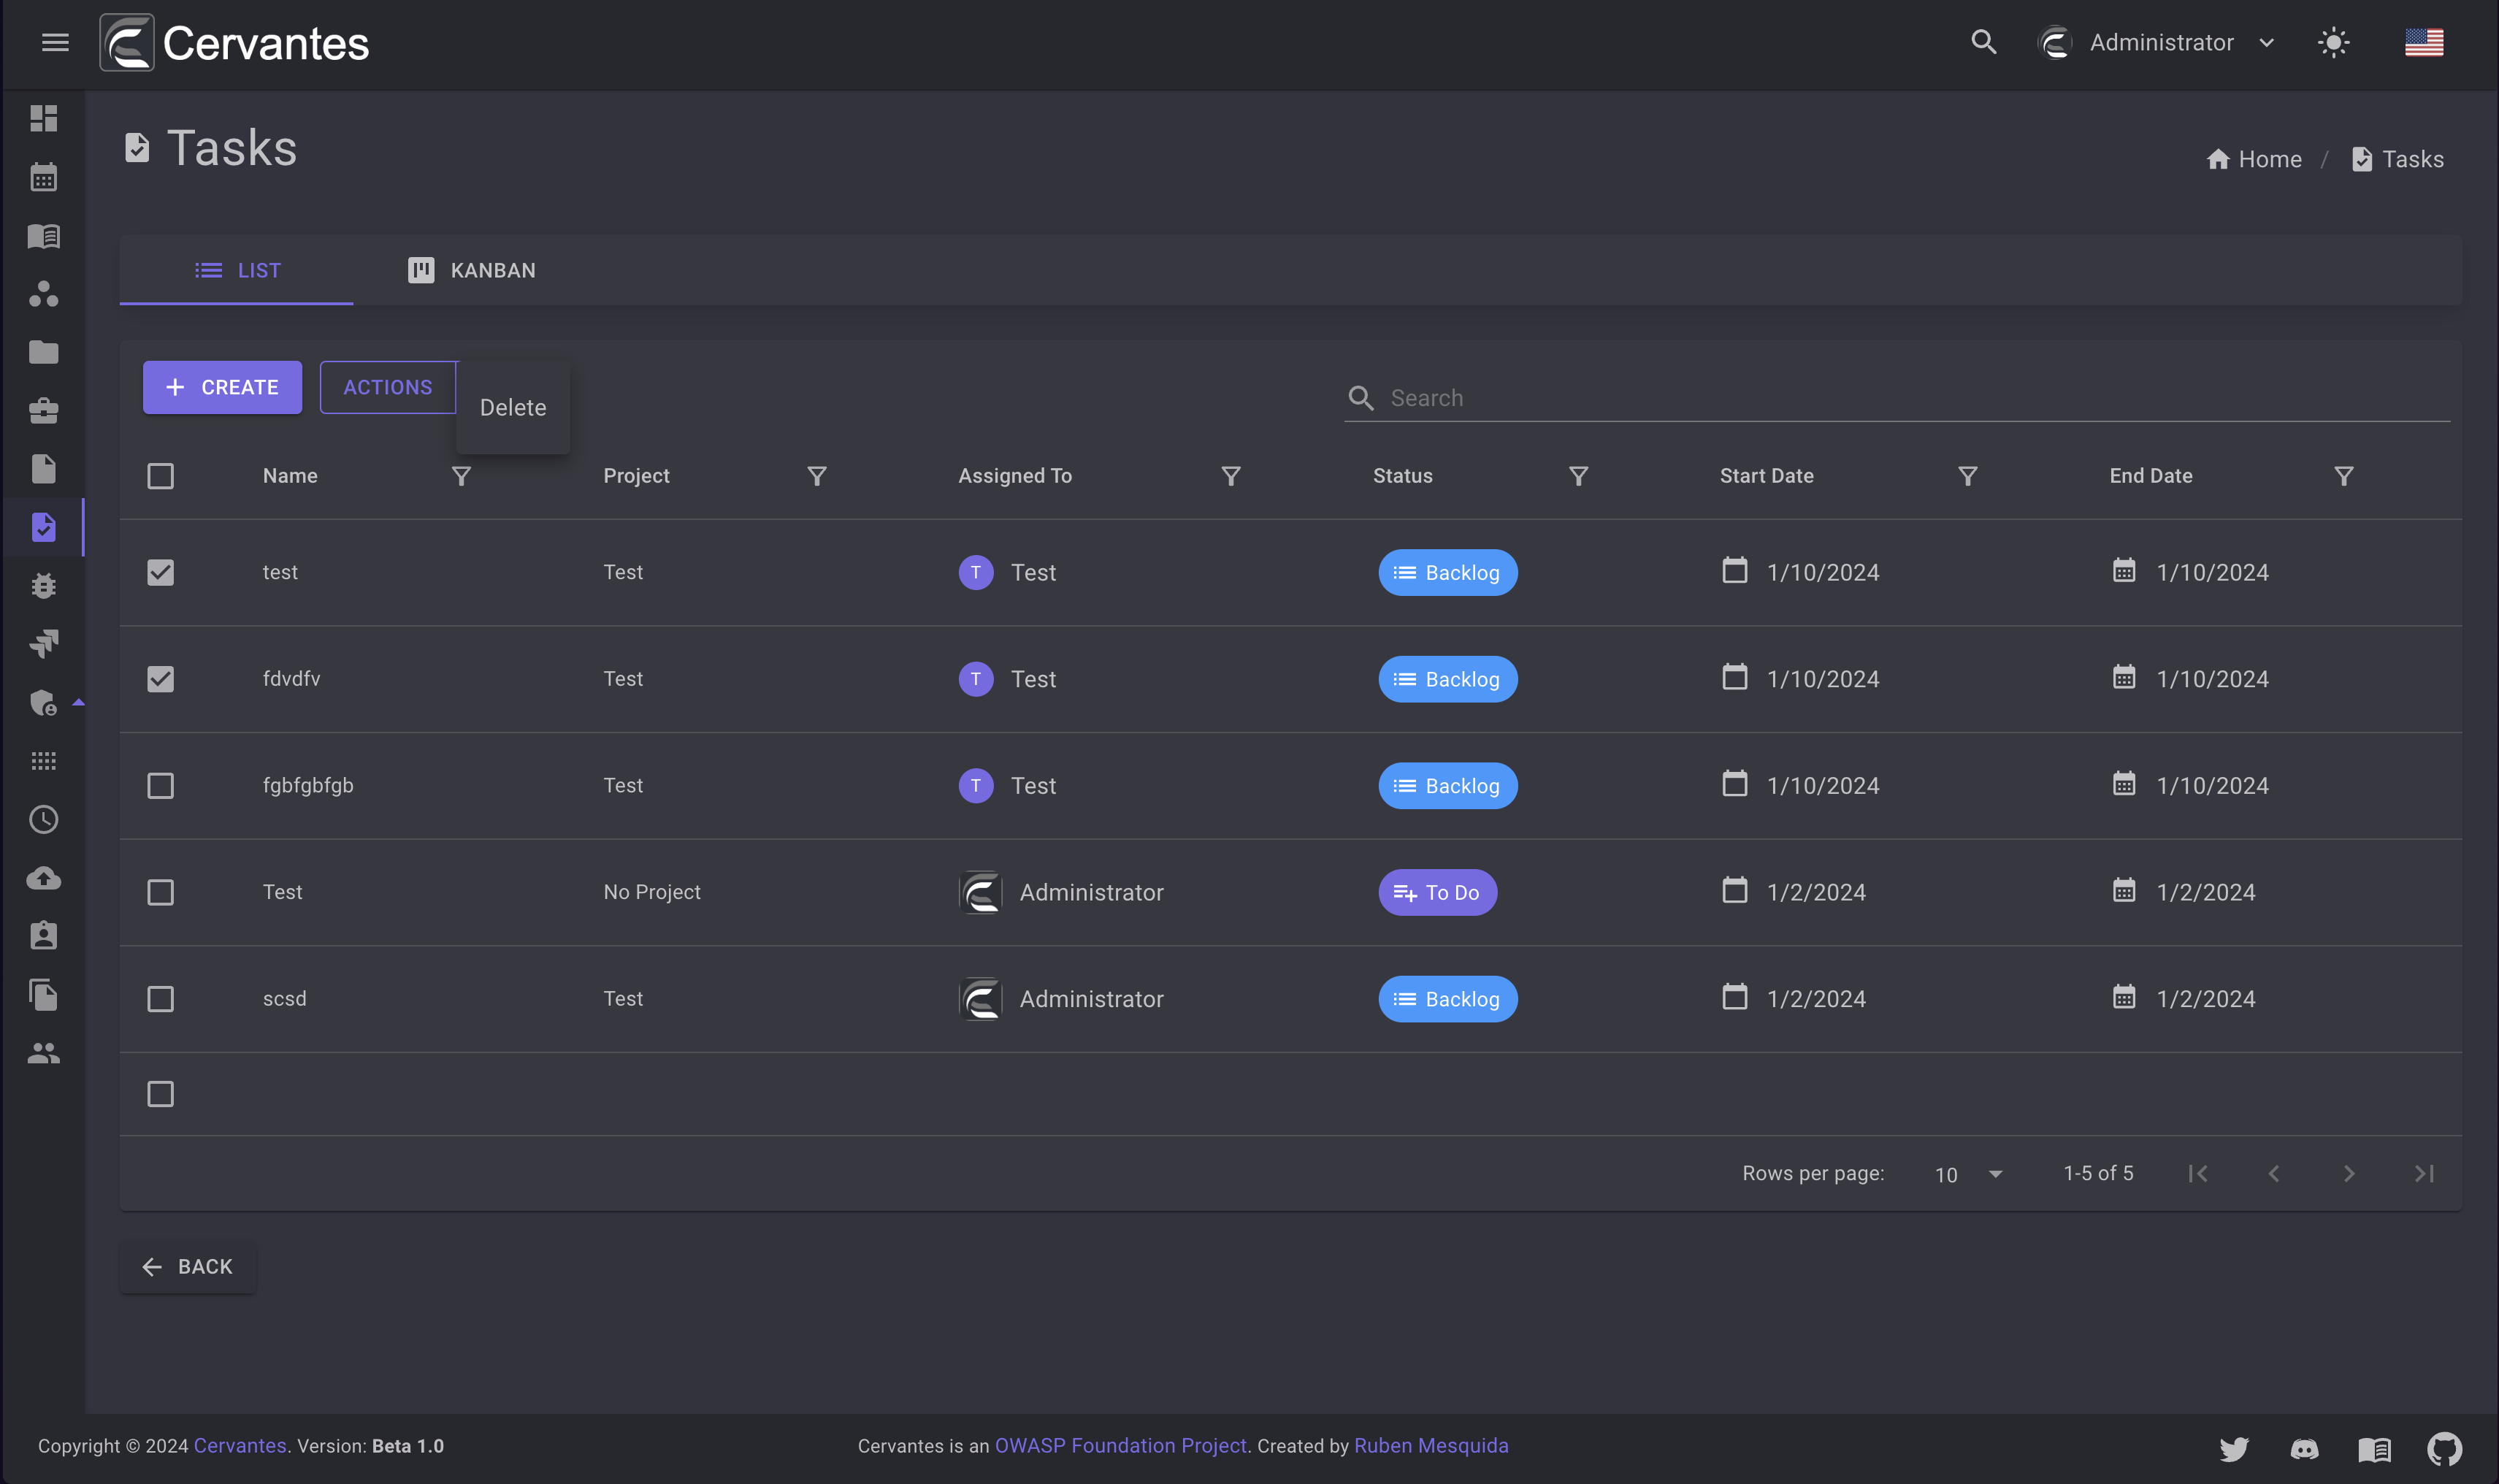 Cervantes
Administrator
Tasks
Home / Tasks
LIST KANBAN
CREATE ACTIONS Delete Search
Name Project Assigned To Status Start Date End Date
test Test T Test Backlog 1/10/2024 1/10/2024
fdvdfv Test T Test Backlog 1/10/2024 1/10/2024
fgbfgbfgb Test T Test Backlog 1/10/2024 1/10/2024
Test No Project Administrator To Do 1/2/2024 1/2/2024
scsd Test Administrator Backlog 1/2/2024 1/2/2024
Rows per page: 10 1-5 of 5
BACK
Copyright © 2024 Cervantes. Version: Beta 1.0 Cervantes is an OWASP Foundation Project. Created by Ruben Mesquida